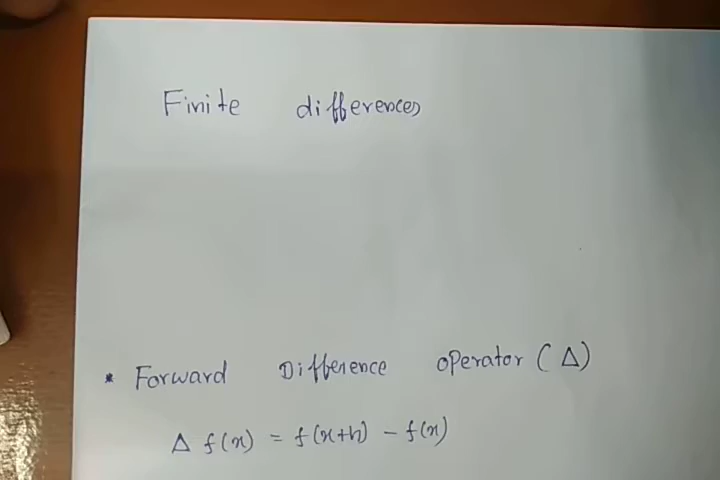 Finite differences
* Forward Difference operator (Δ)
Δ f(x) = f(x+h) - f(x)